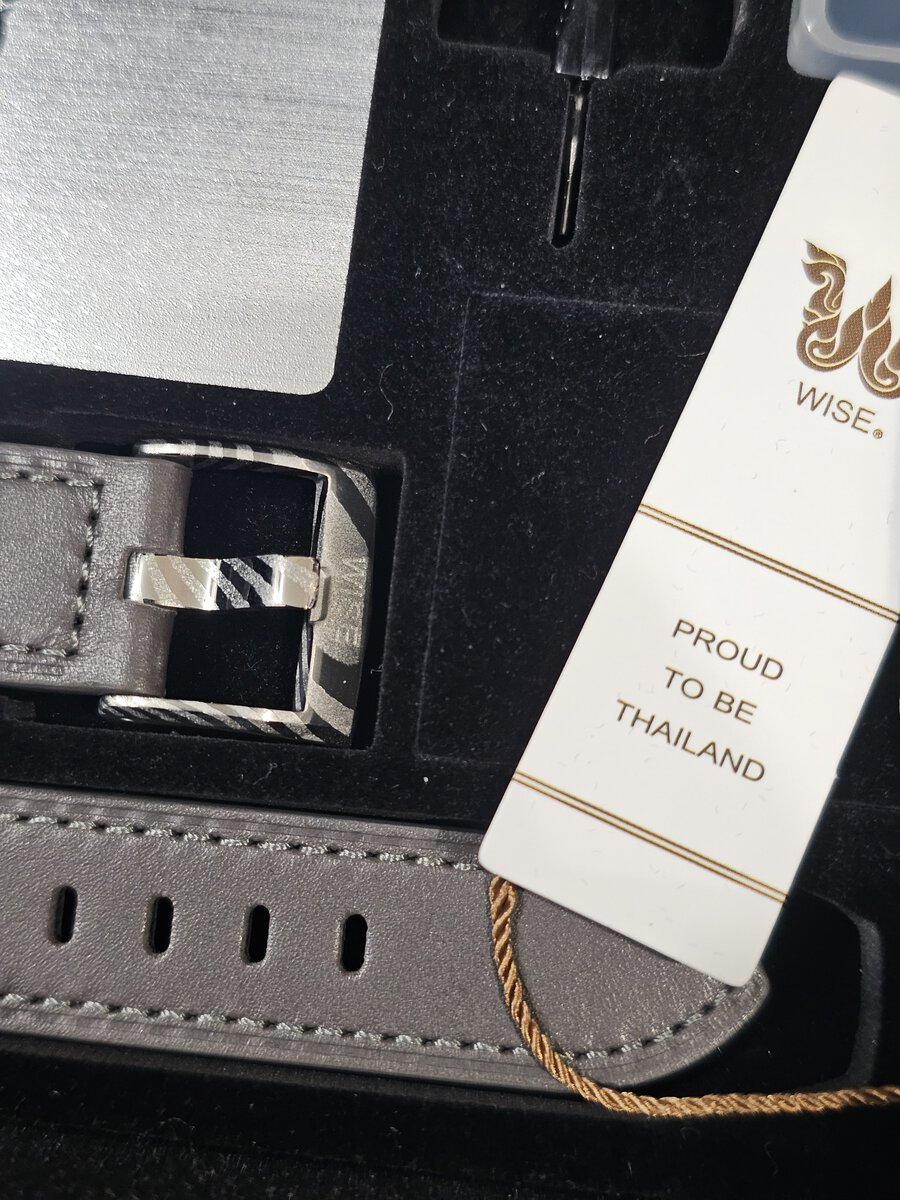 WISE®
PROUD
TO BE
THAILAND